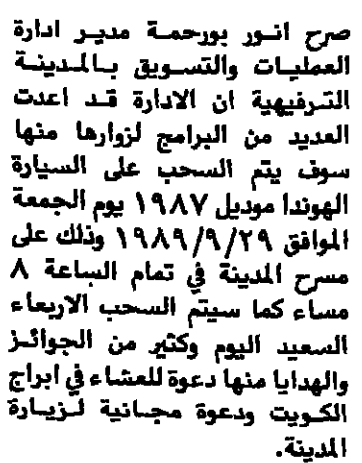 صرح انور بورحمة مدير ادارة
العمليات والتسويق بالمدينة
الترفيهية ان الادارة قد اعدت
العديد من البرامج لزوارها منها
سوف يتم السحب على السيارة
الهوندا موديل ١٩٨٧ يوم الجمعة
الموافق ١٩٨٩/٩/٢٩ وذلك على
مسرح المدينة في تمام الساعة ٨
مساء كما سيتم السحب الاربعاء
السعيد اليوم وكثير من الجوائز
والهدايا منها دعوة للعشاء في ابراج
الكويت ودعوة مجانية لزيارة
المدينة.